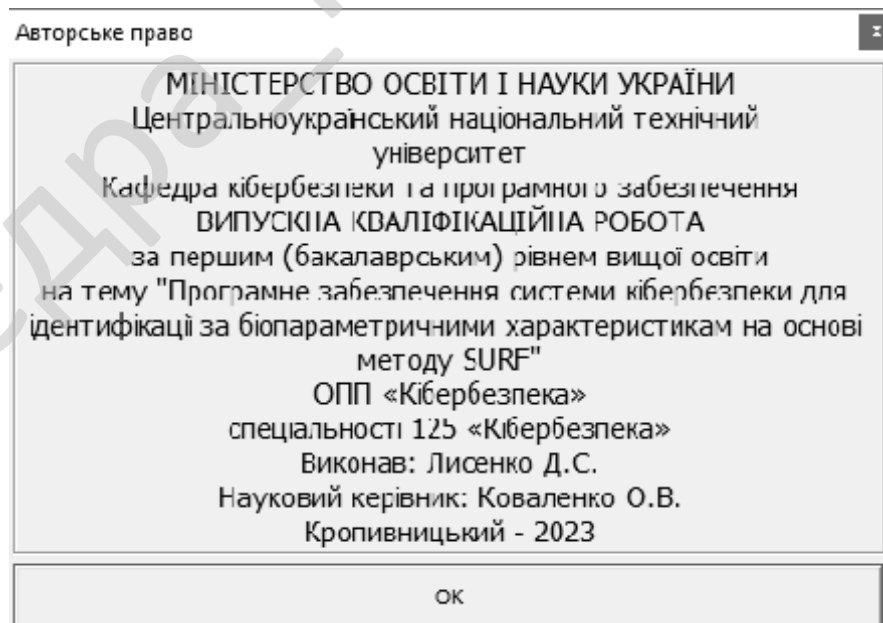 Авторське право
МІНІСТЕРСТВО ОСВІТИ І НАУКИ УКРАЇНИ
Центральноукраїнський національний технічний
університет
Кафедра кібербезпеки та програмного забезпечення
ВИПУСКНА КВАЛІФІКАЦІЙНА РОБОТА
за першим (бакалаврським) рівнем вищої освіти
на тему "Програмне забезпечення системи кібербезпеки для
ідентифікації за біопараметричними характеристикам на основі
методу SURF"
ОПП «Кібербезпека»
спеціальності 125 «Кібербезпека»
Виконав: Лисенко Д.С.
Науковий керівник: Коваленко О.В.
Кропивницький - 2023
ОК